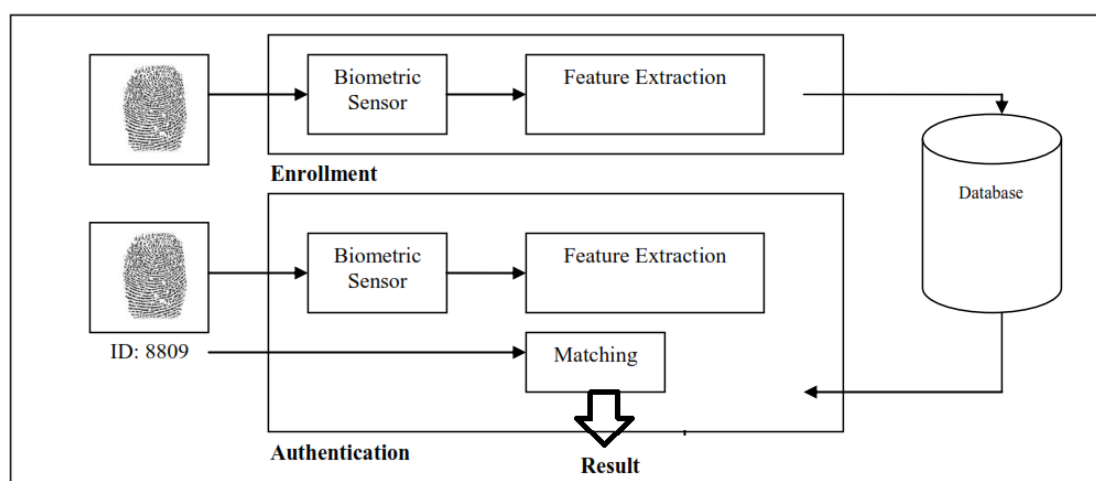 Biometric
Sensor
Feature Extraction
Enrollment
Database
Biometric
Sensor
Feature Extraction
ID: 8809
Matching
Authentication
Result